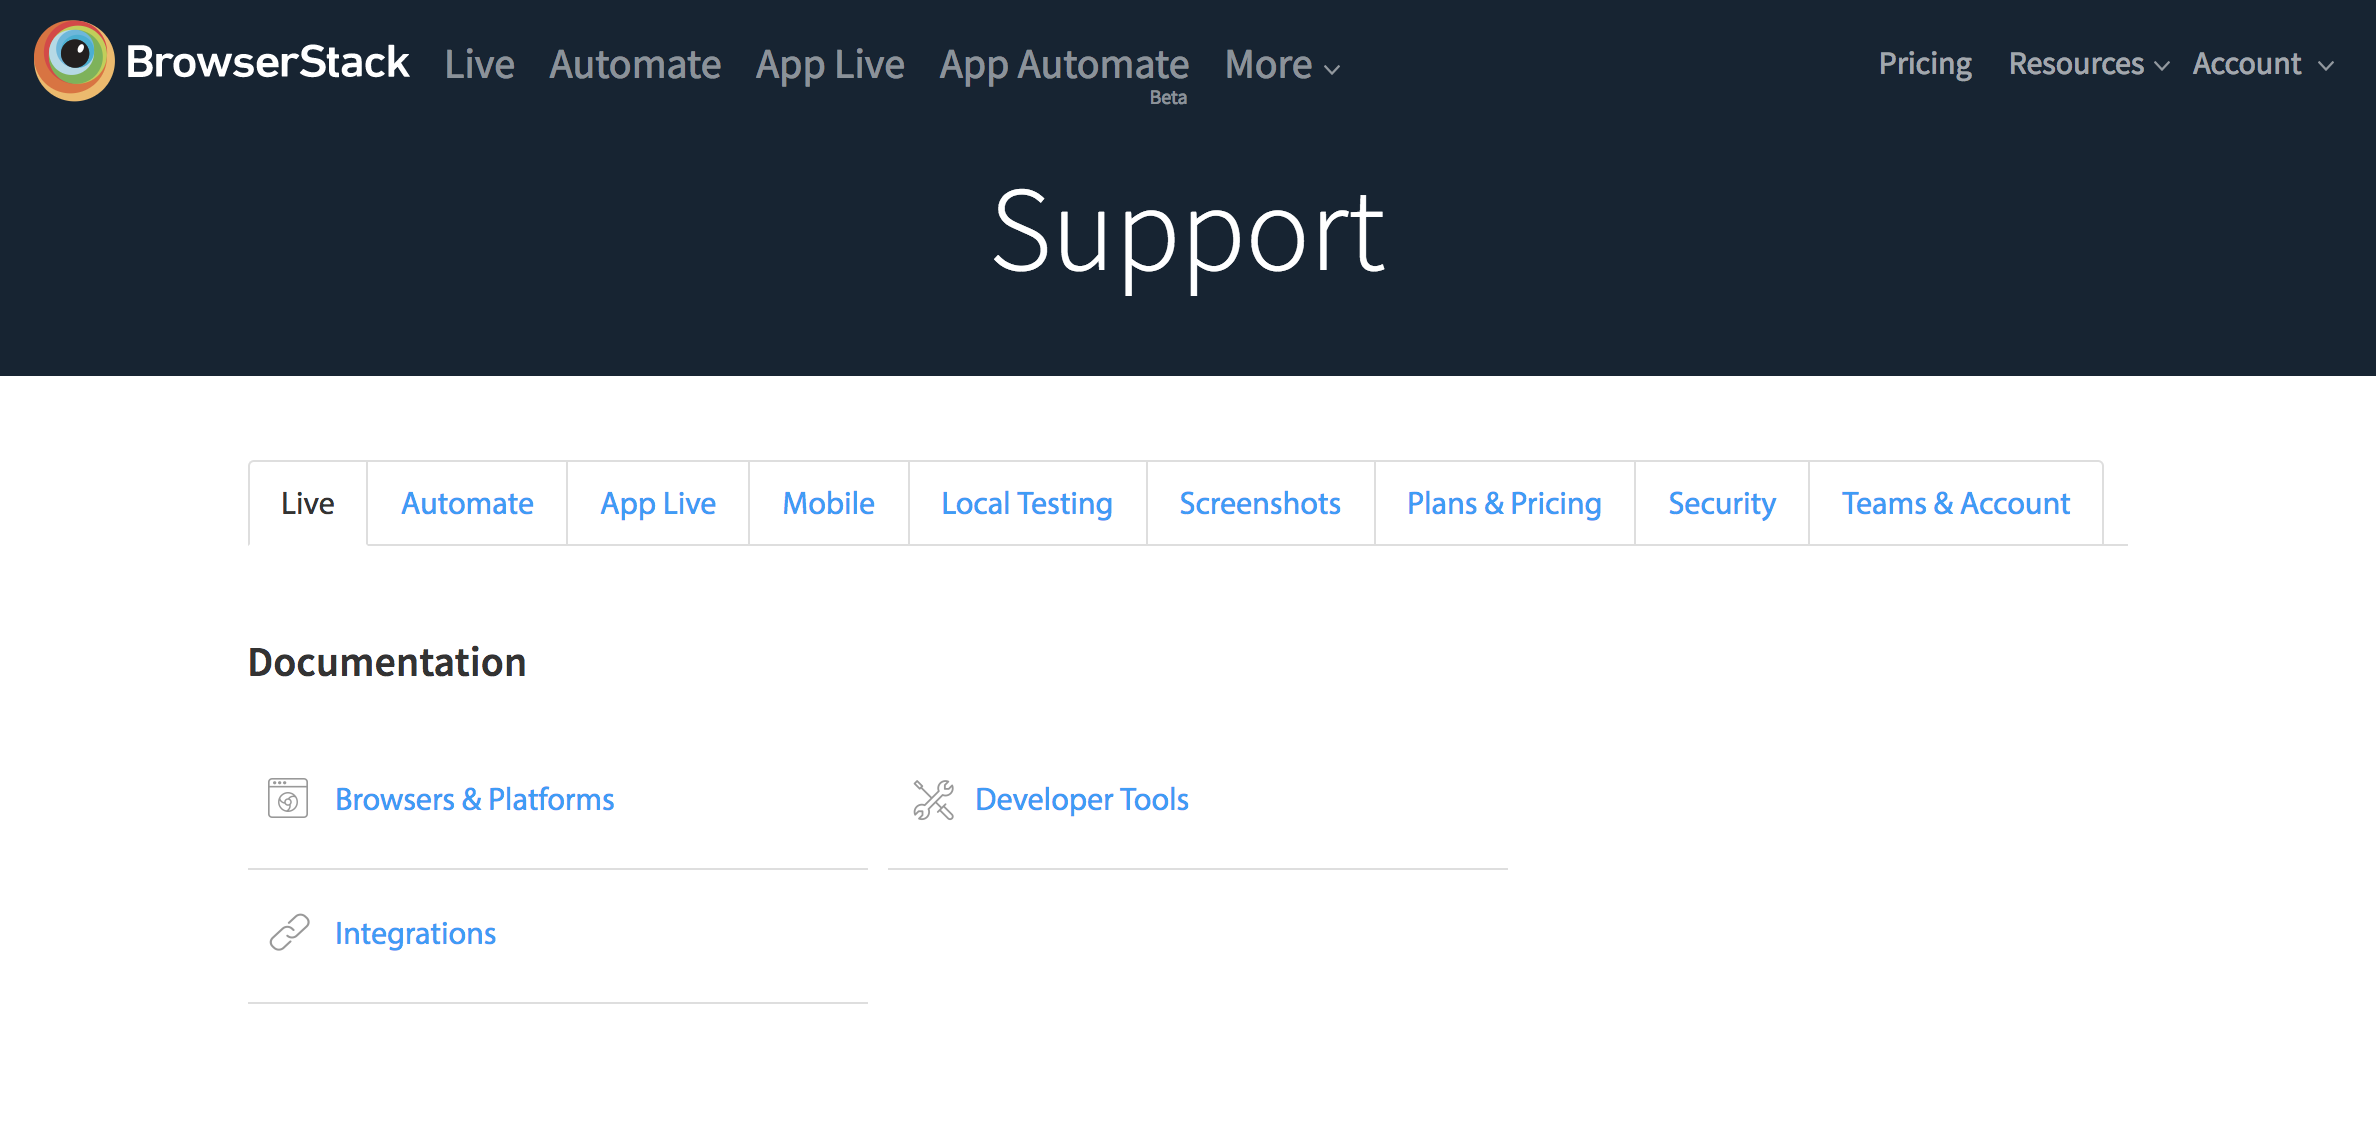 BrowserStack Live Automate App Live App Automate More Pricing Resources Account
Beta
Support
Live Automate App Live Mobile Local Testing Screenshots Plans & Pricing Security Teams & Account
Documentation
Browsers & Platforms Developer Tools
Integrations